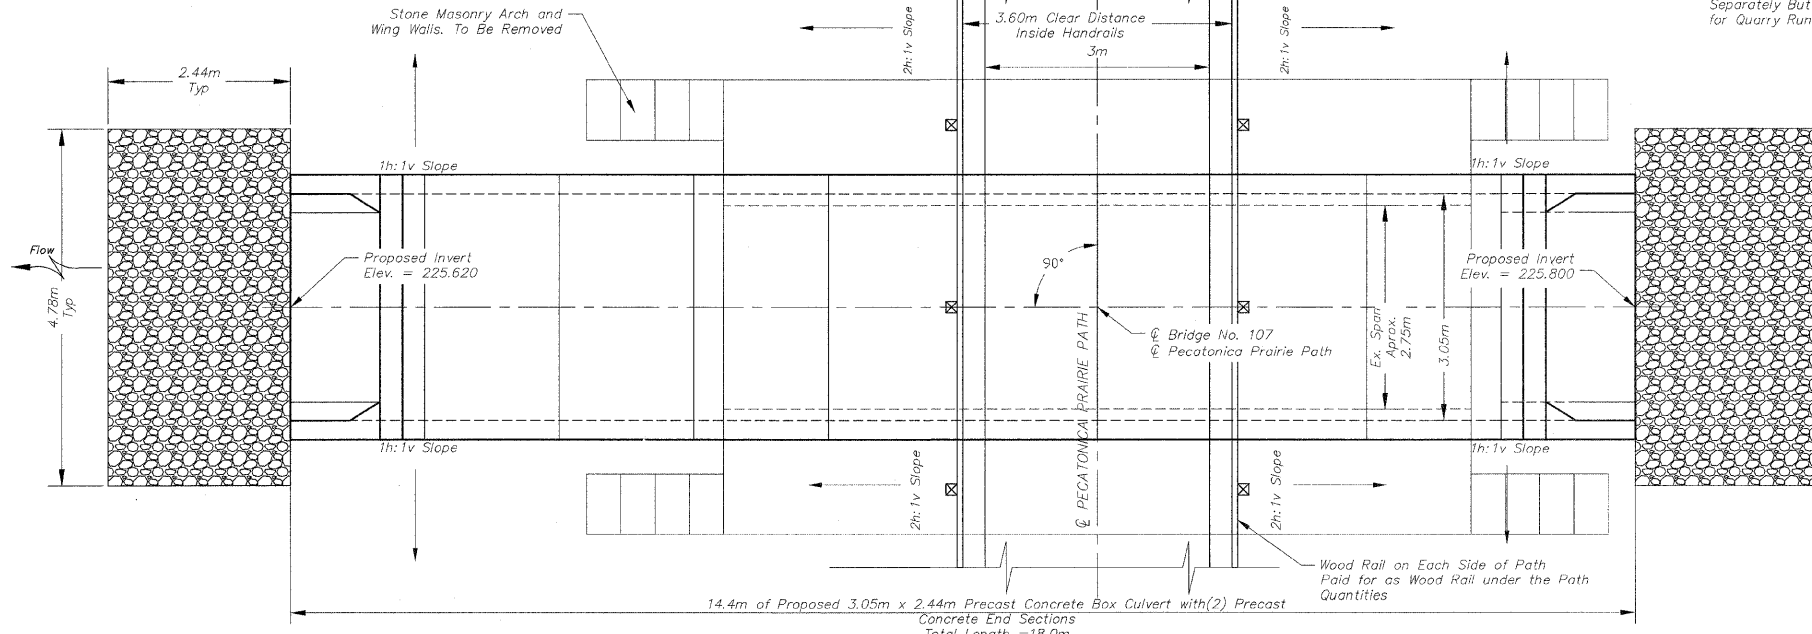 Stone Masonry Arch and
Wing Walls. To Be Removed
2h:1v Slope
3.60m Clear Distance
Inside Handrails
3m
2h:1v Slope
Separately But
for Quarry Run
2.44m
Typ
1h:1v Slope
1h:1v Slope
Flow
4.78m
Typ
Proposed Invert
Elev. = 225.620
90°
℄ Bridge No. 107
℄ Pecatonica Prairie Path
℄ PECATONICA PRAIRIE PATH
Ex. Span
Aprox.
2.75m
3.05m
Proposed Invert
Elev. = 225.800
1h:1v Slope
1h:1v Slope
2h:1v Slope
2h:1v Slope
Wood Rail on Each Side of Path
Paid for as Wood Rail under the Path
Quantities
14.4m of Proposed 3.05m x 2.44m Precast Concrete Box Culvert with(2) Precast
Concrete End Sections
Total Length =18.0m